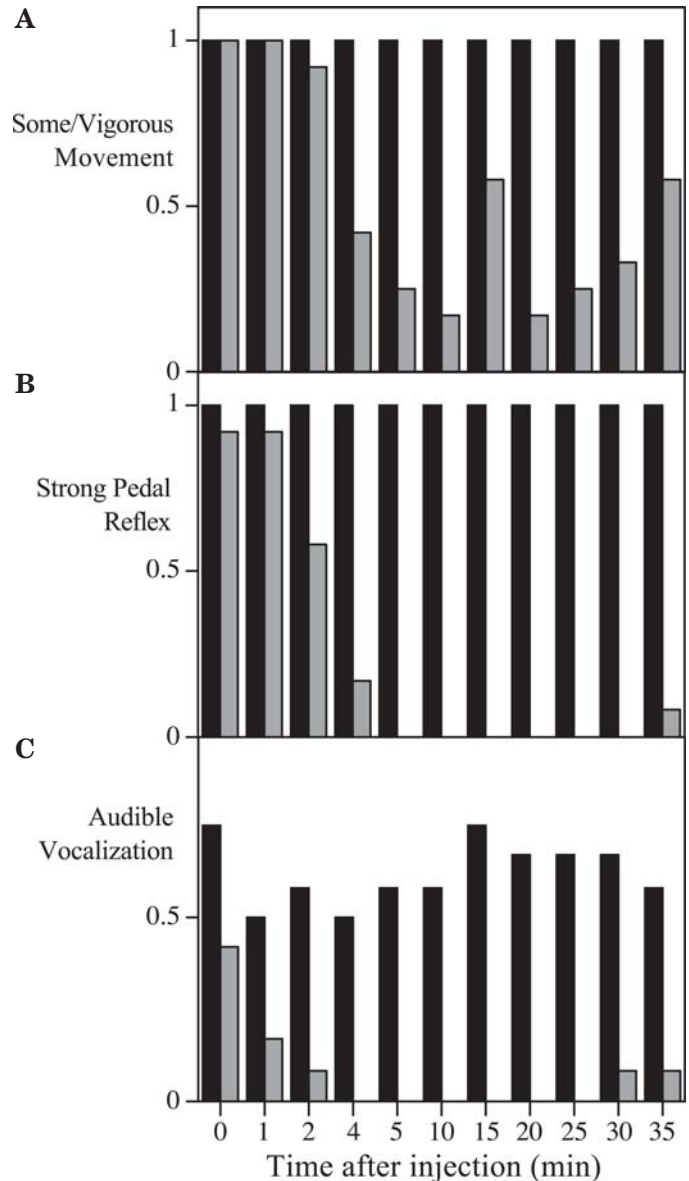 A
1
Some/Vigorous
Movement
0.5
0
B
1
Strong Pedal
Reflex
0.5
0
C
Audible
Vocalization
0.5
0
0 1 2 4 5 10 15 20 25 30 35
Time after injection (min)